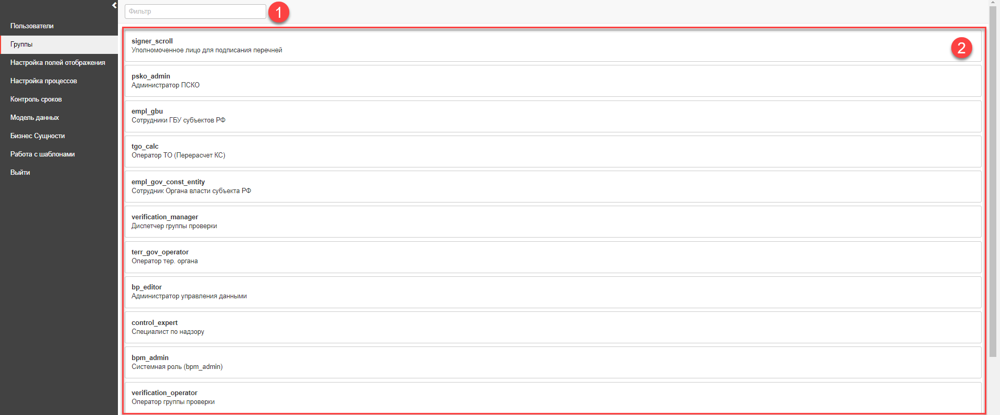 Пользователи
Группы
Настройка полей отображения
Настройка процессов
Контроль сроков
Модель данных
Бизнес Сущности
Работа с шаблонами
Выйти
Фильтр
1
2
signer_scroll
Уполномоченное лицо для подписания перечней
psko_admin
Администратор ПСКО
empl_gbu
Сотрудники ГБУ субъектов РФ
tgo_calc
Оператор ТО (Перерасчет КС)
empl_gov_const_entity
Сотрудник Органа власти субъекта РФ
verification_manager
Диспетчер группы проверки
terr_gov_operator
Оператор тер. органа
bp_editor
Администратор управления данными
control_expert
Специалист по надзору
bpm_admin
Системная роль (bpm_admin)
verification_operator
Оператор группы проверки